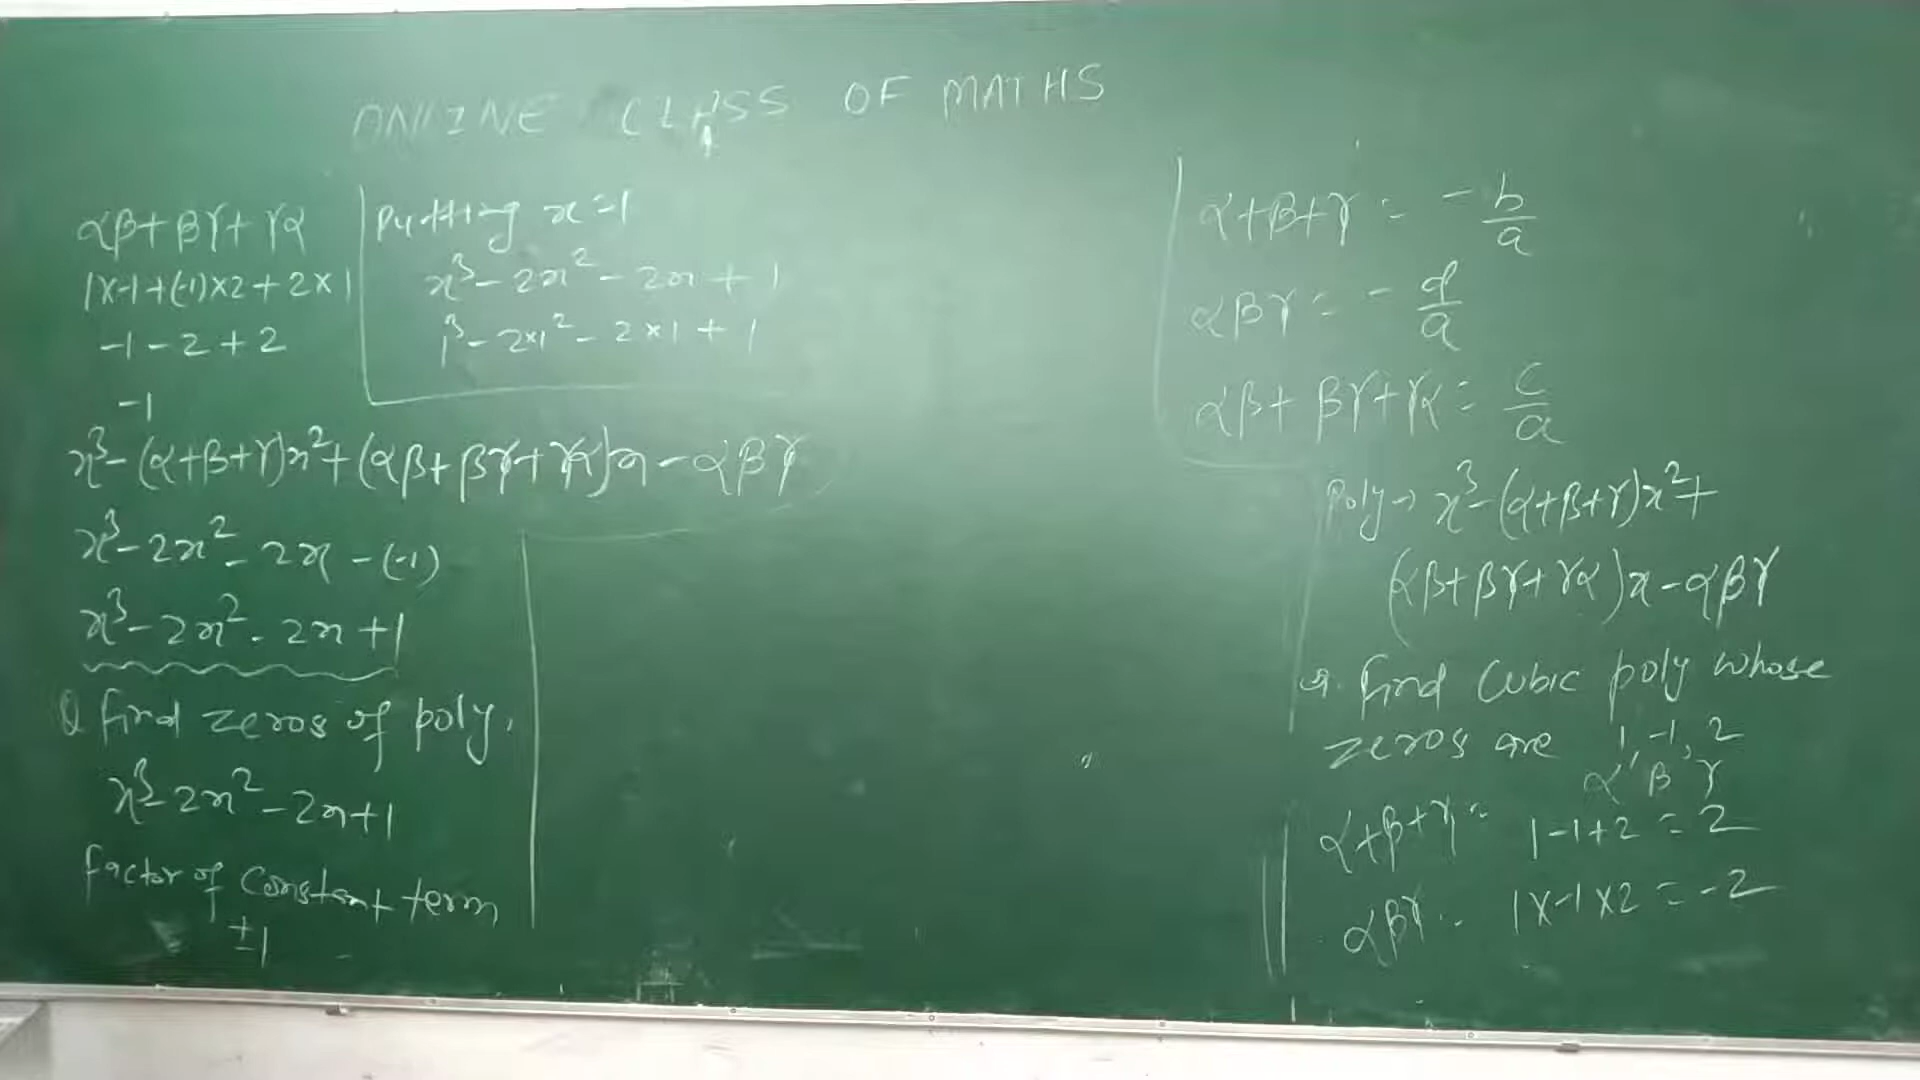 ONLINE CLASS OF MATHS
αβ+βγ+γα
1×-1+(-1)×2+2×1
-1-2+2
-1
Putting x=1
x³-2x²-2x+1
1³-2×1²-2×1+1
x³-(α+β+γ)x²+(αβ+βγ+γα)x-αβγ
x³-2x²-2x-(-1)
x³-2x²-2x+1
Q find zeros of poly.
x³-2x²-2x+1
factor of constant term
±1
α+β+γ = -b/a
αβγ = -d/a
αβ+βγ+γα = c/a
Poly→ x³-(α+β+γ)x²+
(αβ+βγ+γα)x-αβγ
Q. find Cubic poly whose
zeros are 1,-1,2
α, β, γ
α+β+γ = 1-1+2 = 2
αβγ = 1×-1×2 = -2